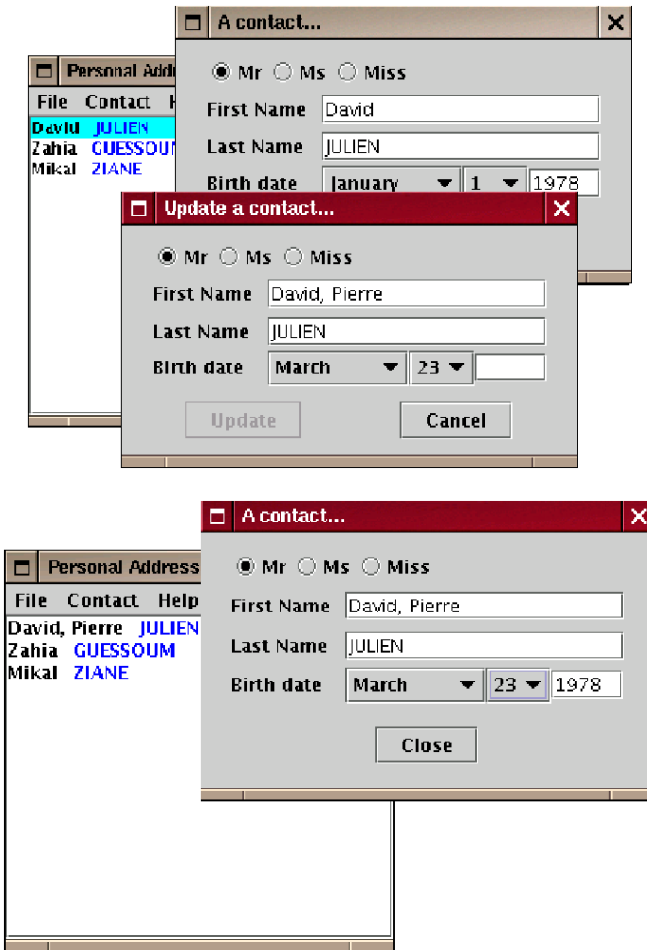 A contact...
Personal Addr
Mr Ms Miss
File Contact H
First Name David
David JULIEN
Zahia GUESSOUM
Last Name JULIEN
Mikal ZIANE
Birth date January 1 1978
Update a contact...
Mr Ms Miss
First Name David, Pierre
Last Name JULIEN
Birth date March 23
Update Cancel
A contact...
Personal Address
Mr Ms Miss
File Contact Help
First Name David, Pierre
David, Pierre JULIEN
Zahia GUESSOUM
Last Name JULIEN
Mikal ZIANE
Birth date March 23 1978
Close